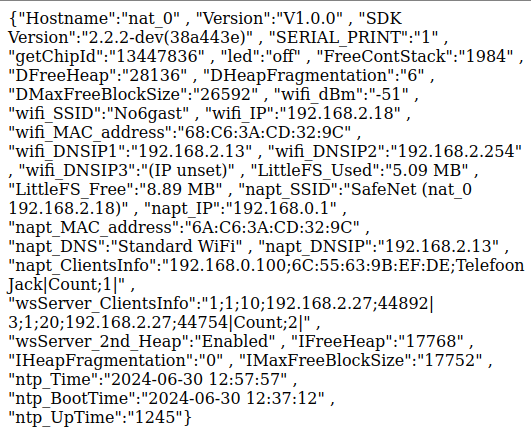 {"Hostname":"nat_0" , "Version":"V1.0.0" , "SDK
Version":"2.2.2-dev(38a443e)" , "SERIAL_PRINT":"1" ,
"getChipId":"13447836" , "led":"off" , "FreeContStack":"1984" ,
"DFreeHeap":"28136" , "DHeapFragmentation":"6" ,
"DMaxFreeBlockSize":"26592" , "wifi_dBm":"-51" ,
"wifi_SSID":"No6gast" , "wifi_IP":"192.168.2.18" ,
"wifi_MAC_address":"68:C6:3A:CD:32:9C" ,
"wifi_DNSIP1":"192.168.2.13" , "wifi_DNSIP2":"192.168.2.254"
, "wifi_DNSIP3":"(IP unset)" , "LittleFS_Used":"5.09 MB" ,
"LittleFS_Free":"8.89 MB" , "napt_SSID":"SafeNet (nat_0
192.168.2.18)" , "napt_IP":"192.168.0.1" ,
"napt_MAC_address":"6A:C6:3A:CD:32:9C" ,
"napt_DNS":"Standard WiFi" , "napt_DNSIP":"192.168.2.13" ,
"napt_ClientsInfo":"192.168.0.100;6C:55:63:9B:EF:DE;Telefoon
Jack|Count;1|" ,
"wsServer_ClientsInfo":"1;1;10;192.168.2.27;44892|
3;1;20;192.168.2.27;44754|Count;2|" ,
"wsServer_2nd_Heap":"Enabled" , "IFreeHeap":"17768" ,
"IHeapFragmentation":"0" , "IMaxFreeBlockSize":"17752" ,
"ntp_Time":"2024-06-30 12:57:57" ,
"ntp_BootTime":"2024-06-30 12:37:12" ,
"ntp_UpTime":"1245"}